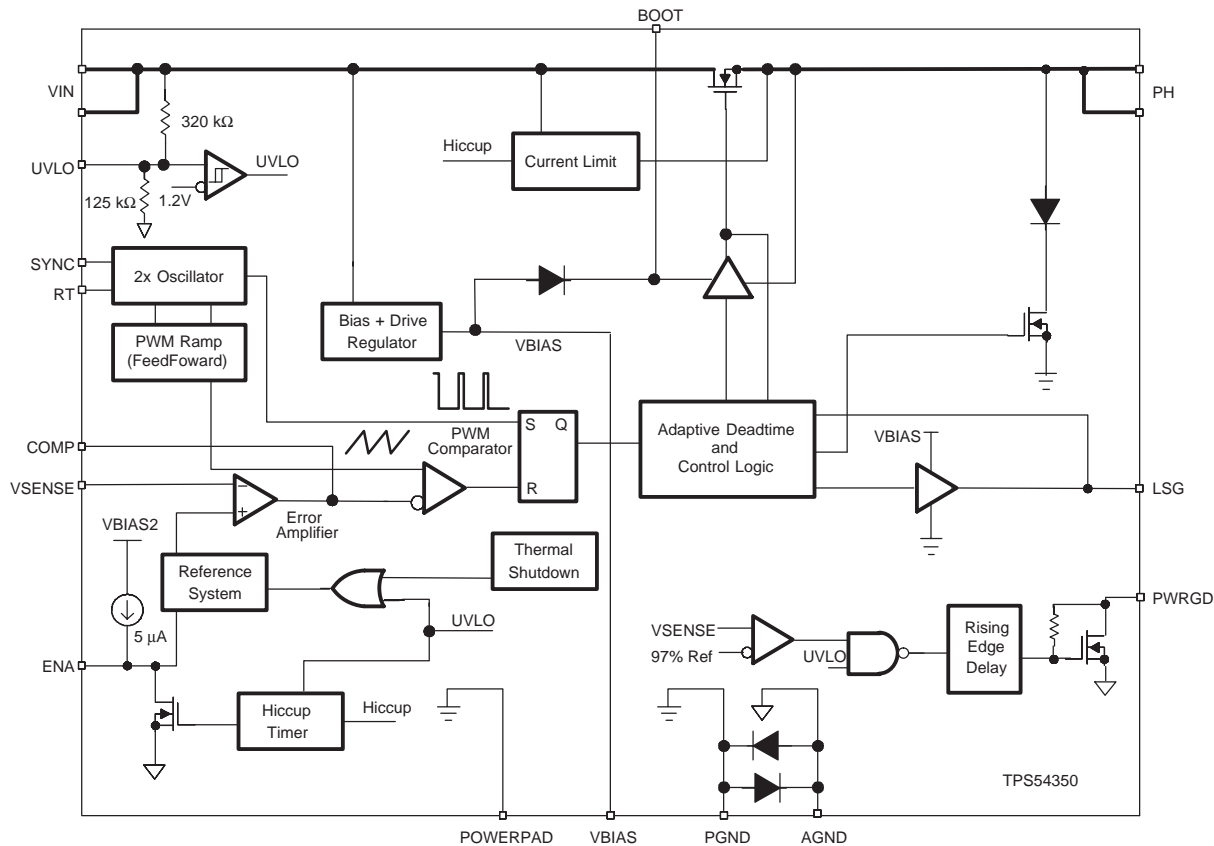 BOOT
VIN
PH
320 kΩ
Hiccup
Current Limit
UVLO
UVLO
125 kΩ
1.2V
SYNC
2x Oscillator
RT
Bias + Drive
Regulator
VBIAS
PWM Ramp
(FeedFoward)
PWM
Comparator
S
Q
R
Adaptive Deadtime
and
Control Logic
VBIAS
COMP
VSENSE
−
+
Error
Amplifier
LSG
VBIAS2
Reference
System
Thermal
Shutdown
5 µA
UVLO
ENA
VSENSE
97% Ref
UVLO
Rising
Edge
Delay
PWRGD
Hiccup
Timer
Hiccup
TPS54350
POWERPAD
VBIAS
PGND
AGND